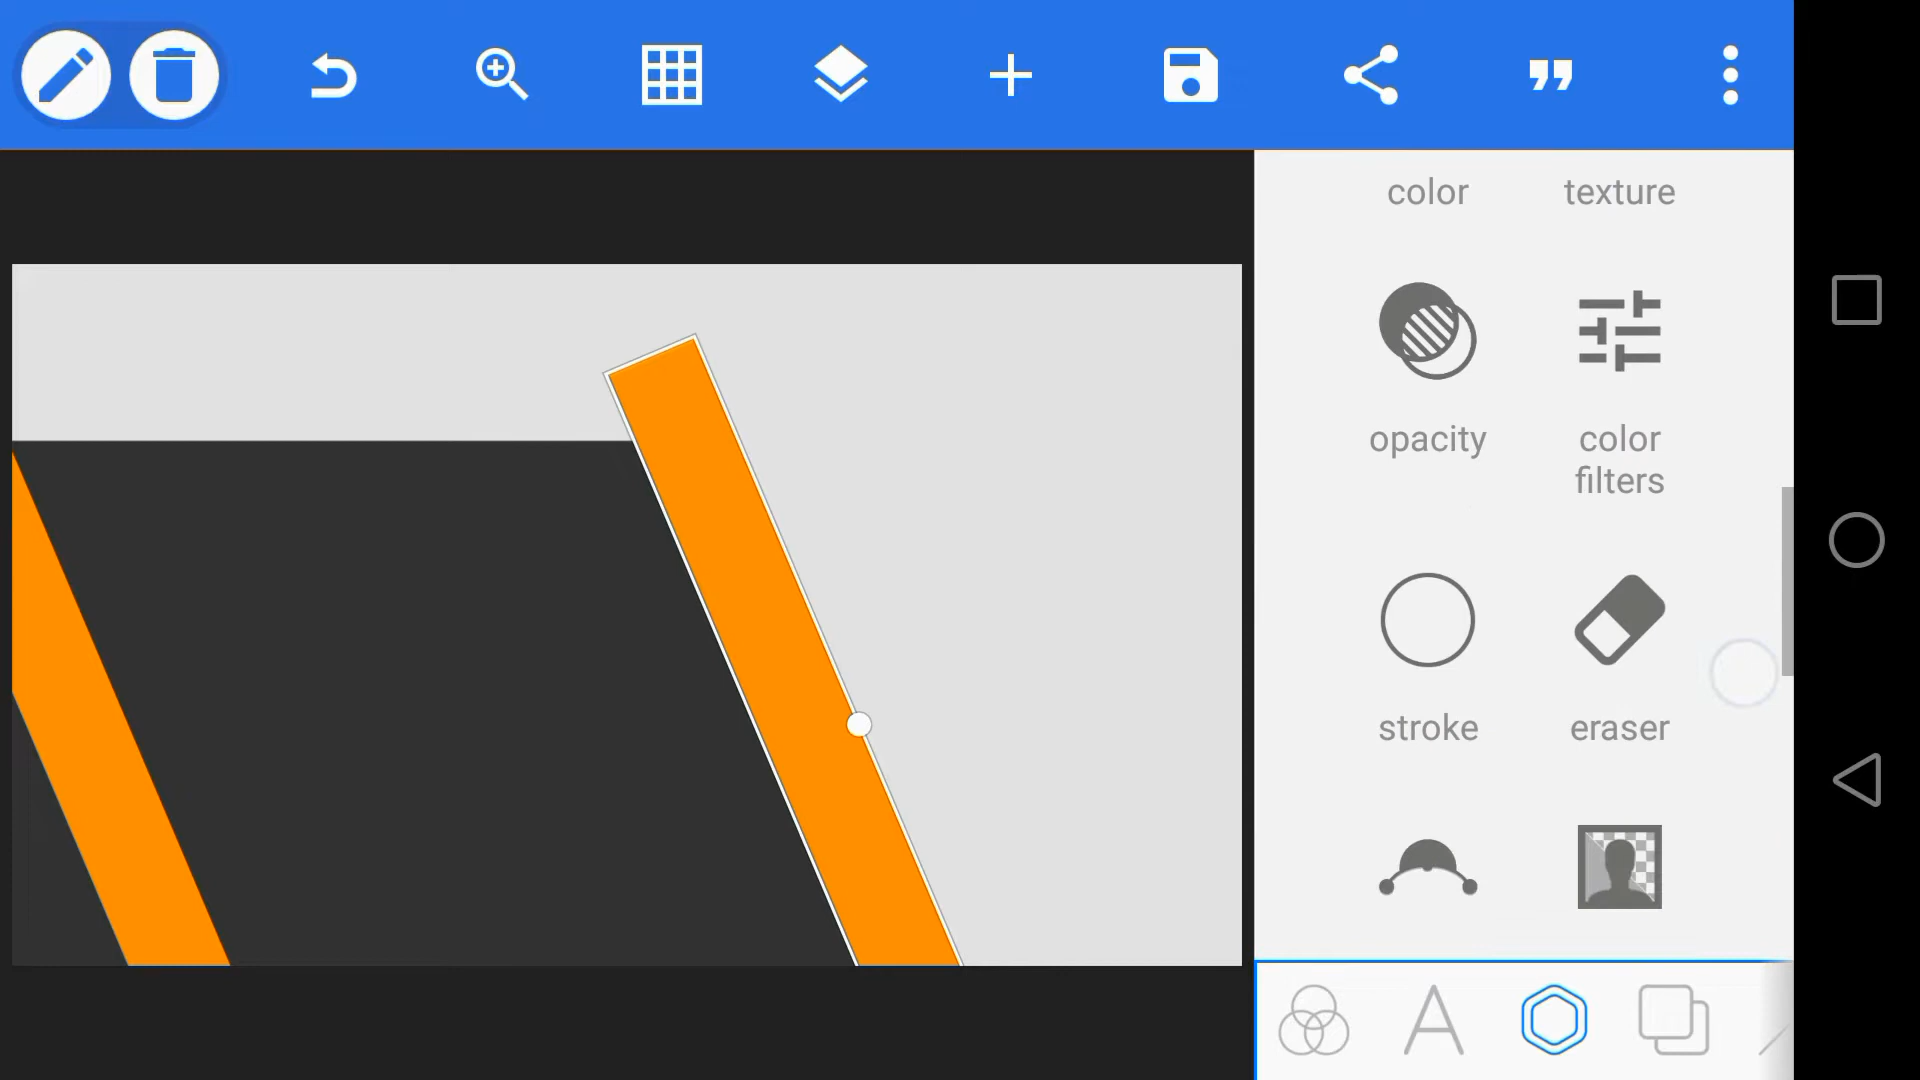 color
texture
opacity
color
filters
stroke
eraser